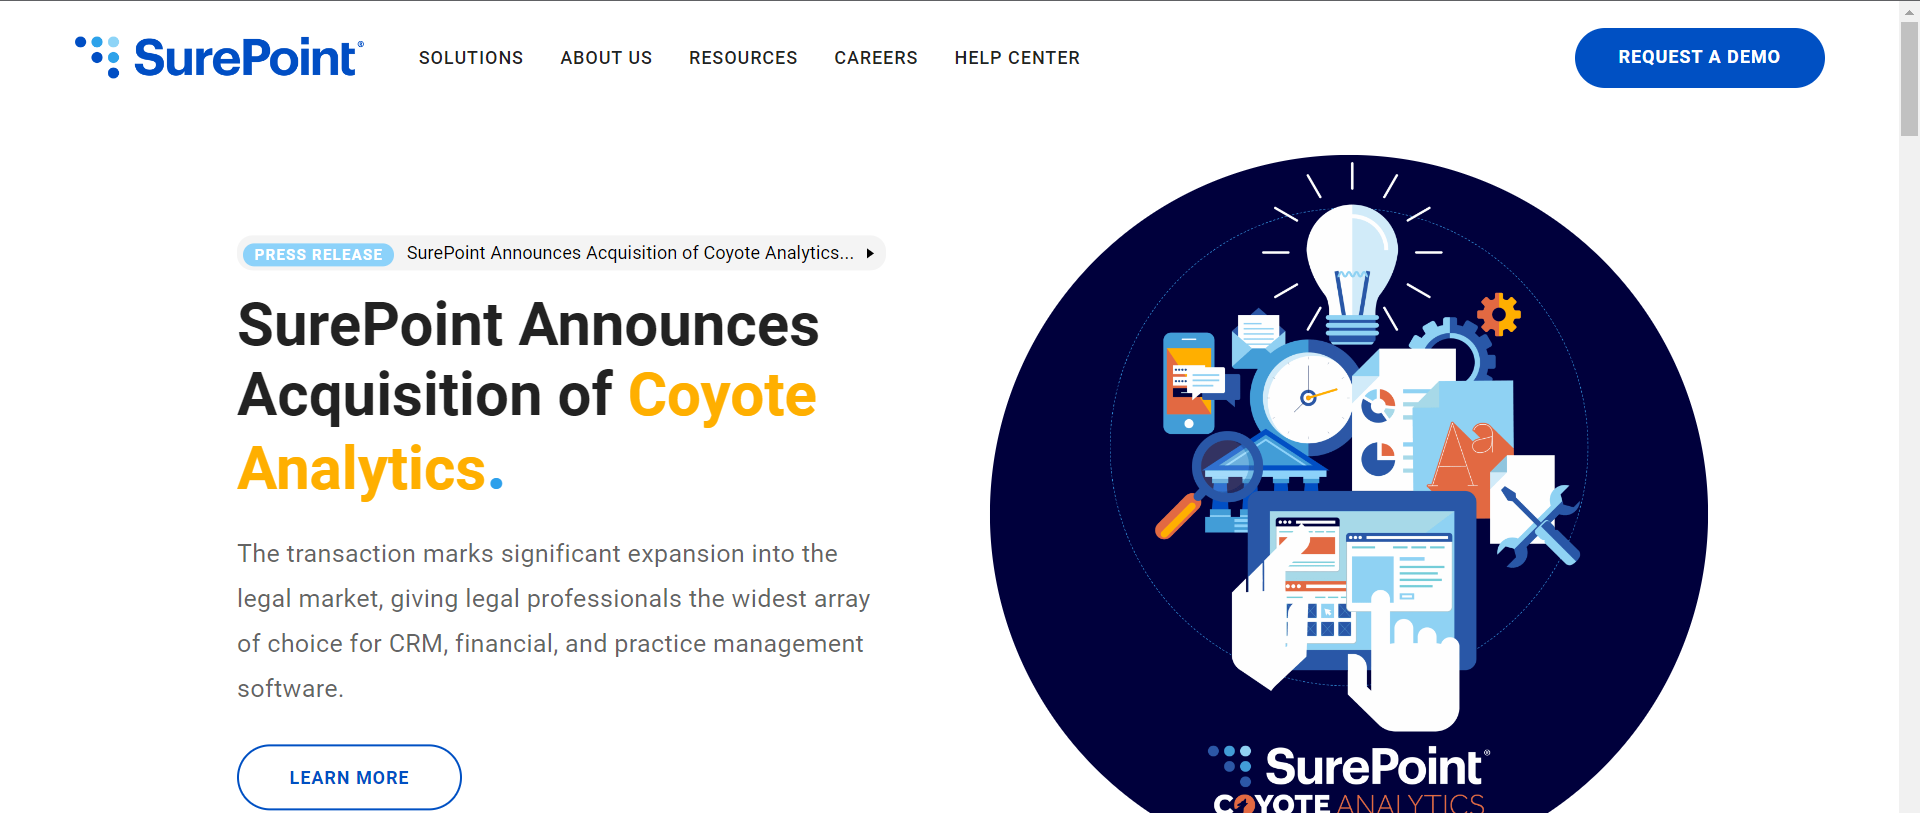 SurePoint®
SOLUTIONS ABOUT US RESOURCES CAREERS HELP CENTER
REQUEST A DEMO
PRESS RELEASE SurePoint Announces Acquisition of Coyote Analytics...
SurePoint Announces
Acquisition of Coyote
Analytics.
The transaction marks significant expansion into the
legal market, giving legal professionals the widest array
of choice for CRM, financial, and practice management
software.
LEARN MORE
Aa
SurePoint®
COYOTE ANALYTICS